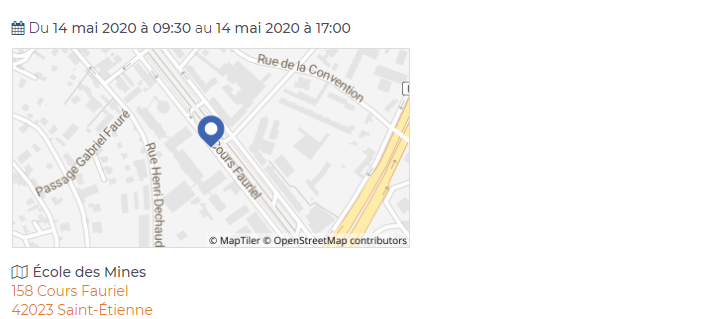 Du 14 mai 2020 à 09:30 au 14 mai 2020 à 17:00
Rue de la Convention
Passage Gabriel Fauré
Rue Henri Dechaud
Cours Fauriel
© MapTiler © OpenStreetMap contributors
École des Mines
158 Cours Fauriel
42023 Saint-Étienne